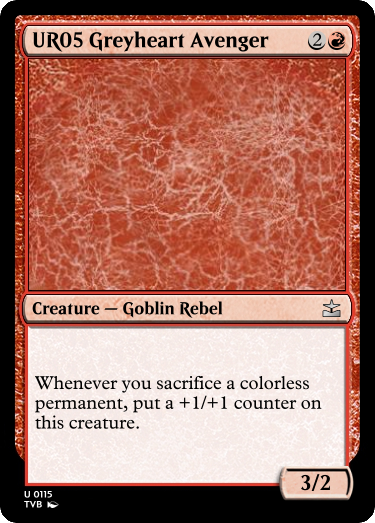 UR05 Greyheart Avenger 2
Creature — Goblin Rebel
Whenever you sacrifice a colorless
permanent, put a +1/+1 counter on
this creature.
3/2
U 0115
TVB